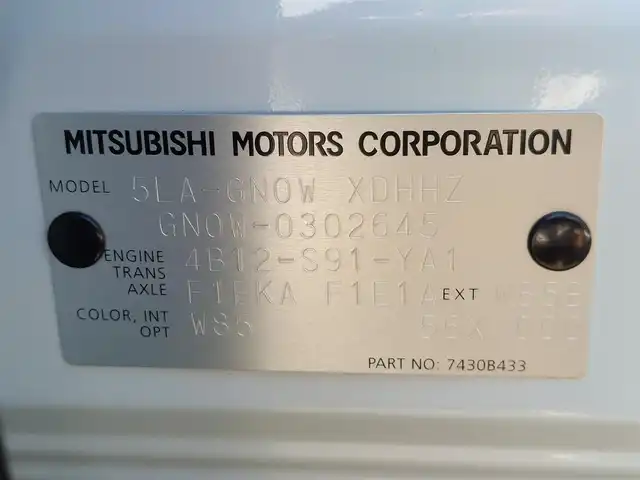 MITSUBISHI MOTORS CORPORATION
MODEL 5LA-GN0W XDHHZ
GN0W-0302645
ENGINE 4B12-S91-YA1
TRANS
AXLE F1EKA F1E1A EXT
COLOR, INT
OPT
PART NO: 7430B433